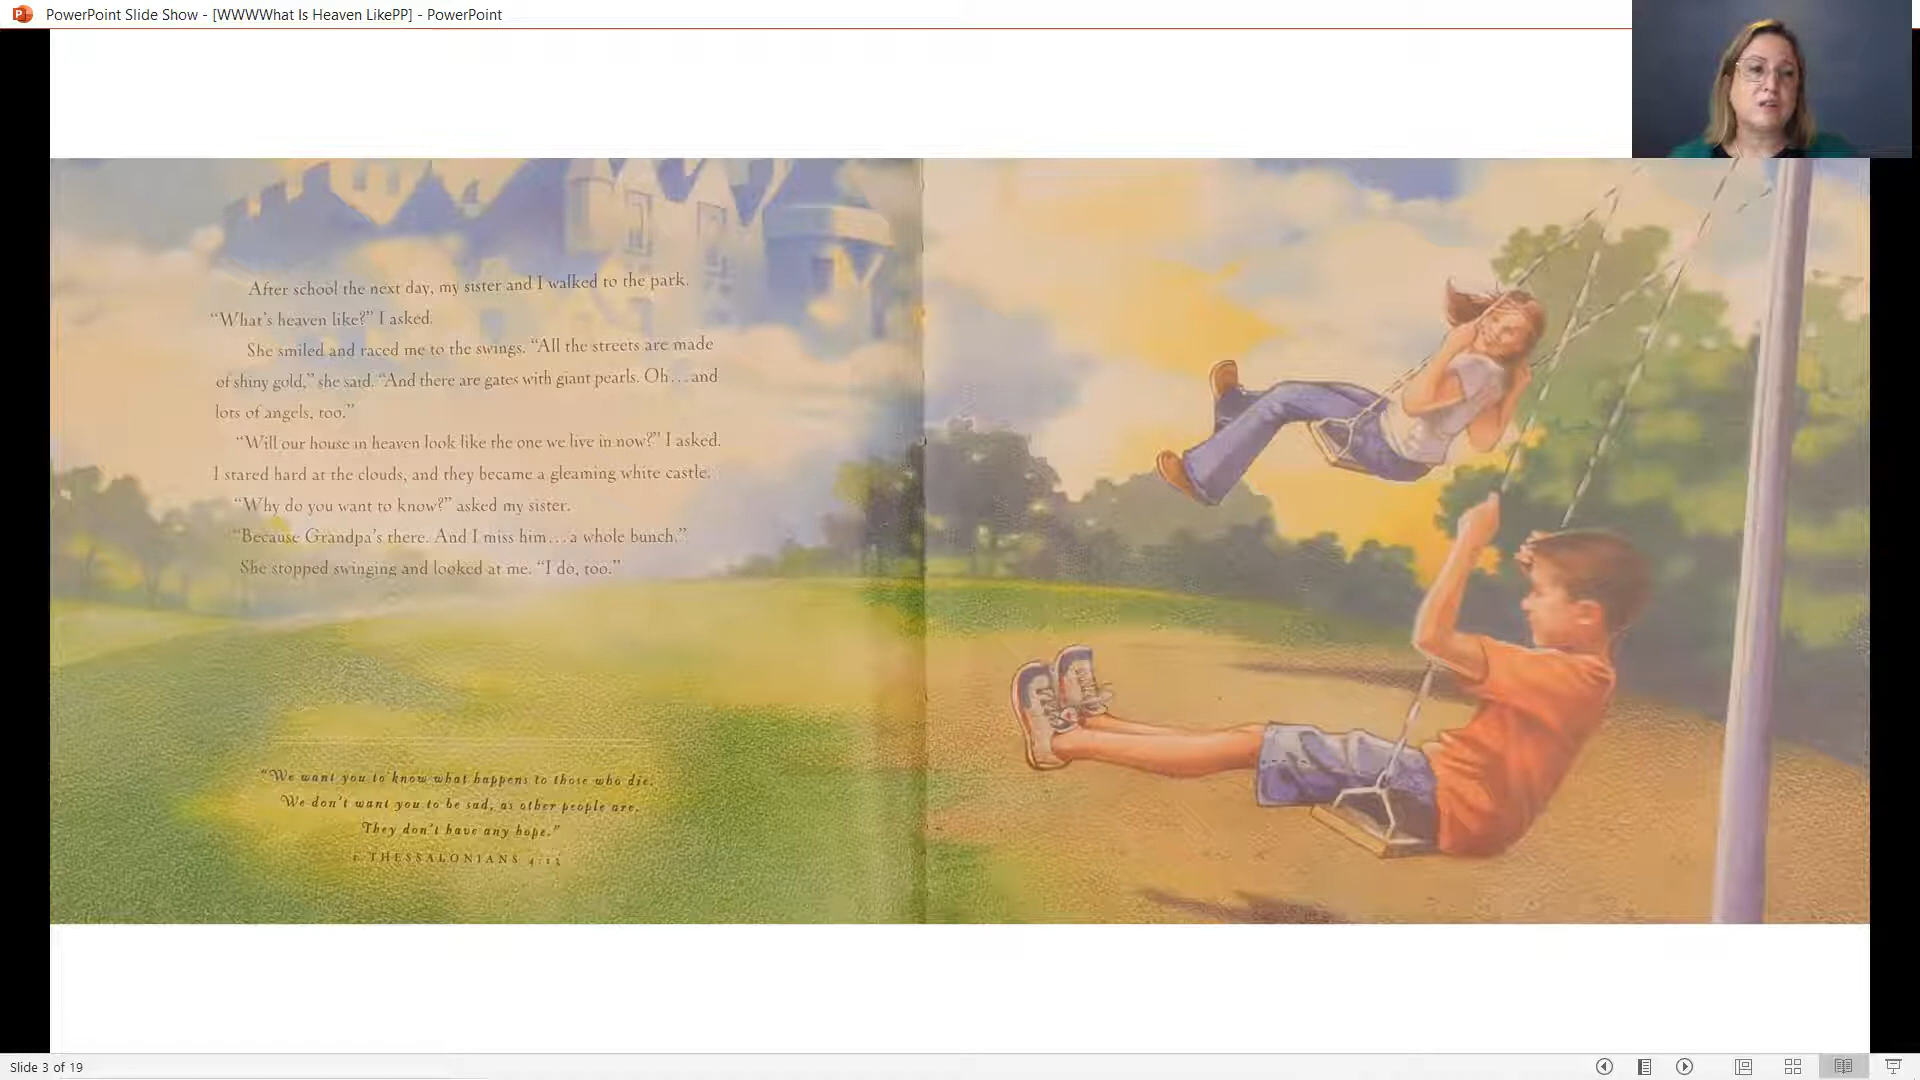 PowerPoint Slide Show - [WWWWhat Is Heaven LikePP] - PowerPoint
After school the next day, my sister and I walked to the park.
“What’s heaven like?” I asked.
She smiled and raced me to the swings. “All the streets are made
of shiny gold,” she said. “And there are gates with giant pearls. Oh...and
lots of angels, too.”
“Will our house in heaven look like the one we live in now?” I asked.
I stared hard at the clouds, and they became a gleaming white castle.
“Why do you want to know?” asked my sister.
“Because Grandpa’s there. And I miss him...a whole bunch.”
She stopped swinging and looked at me. “I do, too.”
“We want you to know what happens to those who die.
We don’t want you to be sad, as other people are.
They don’t have any hope.”
1 THESSALONIANS 4:13
Slide 3 of 19